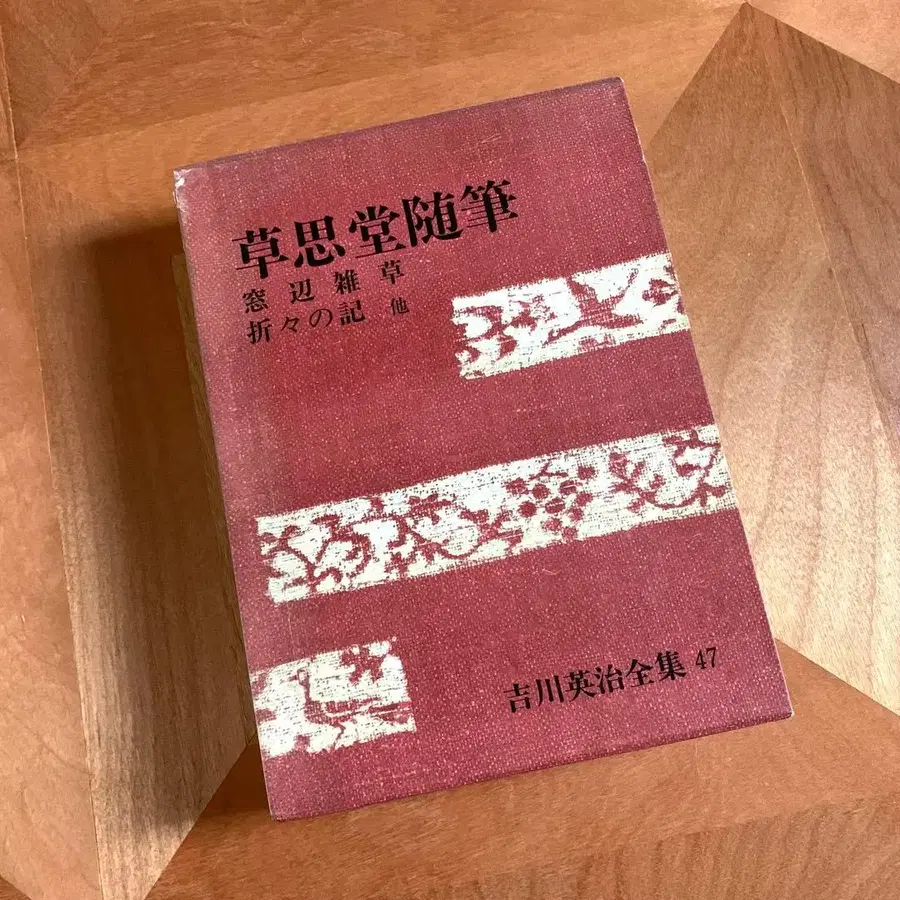 草思堂随筆
窓辺雑草
折々の記 他
吉川英治全集 47